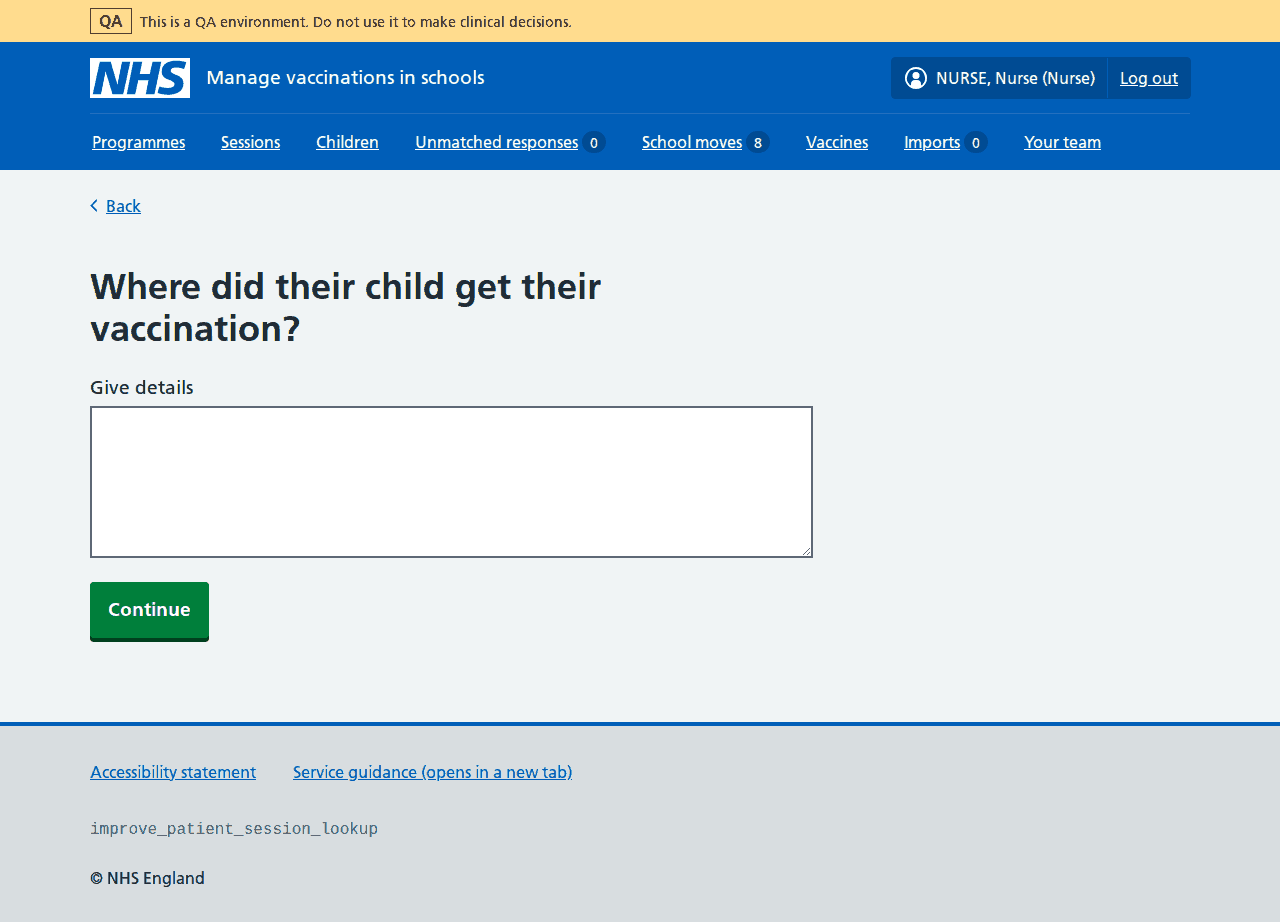 QA This is a QA environment. Do not use it to make clinical decisions.
NHS Manage vaccinations in schools NURSE, Nurse (Nurse) Log out
Programmes Sessions Children Unmatched responses 0 School moves 8 Vaccines Imports 0 Your team
Back
Where did their child get their
vaccination?
Give details
Continue
Accessibility statement Service guidance (opens in a new tab)
improve_patient_session_lookup
© NHS England